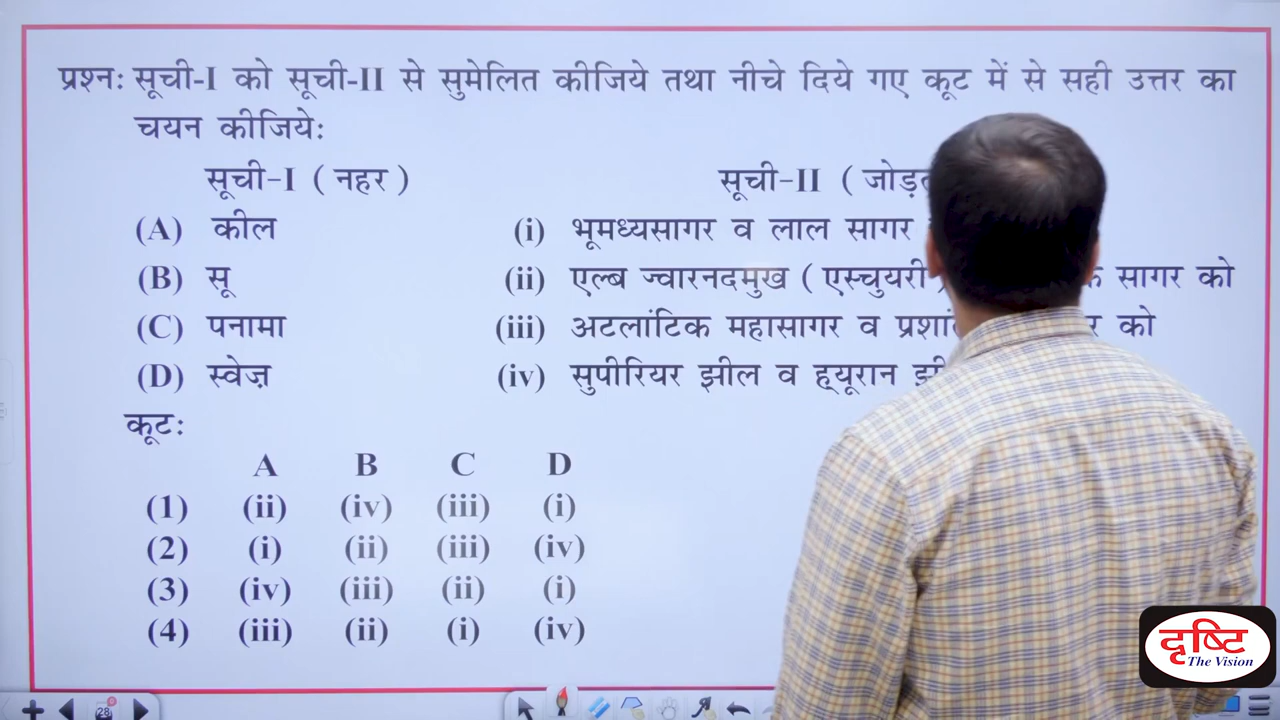 प्रश्नः सूची-I को सूची-II से सुमेलित कीजिये तथा नीचे दिये गए कूट में से सही उत्तर का
चयन कीजियेः
सूची-I ( नहर ) सूची-II
(A) कील (i) भूमध्यसागर व लाल सागर
(B) सू (ii) एल्ब ज्वारनदमुख ( एस्चुयरी ) सागर को
(C) पनामा (iii) अटलांटिक महासागर व को
(D) स्वेज़ (iv) सुपीरियर झील व ह्यूरान
कूटः
A B C D
(1) (ii) (iv) (iii) (i)
(2) (i) (ii) (iii) (iv)
(3) (iv) (iii) (ii) (i)
(4) (iii) (ii) (i) (iv)
दृष्टि
The Vision
28